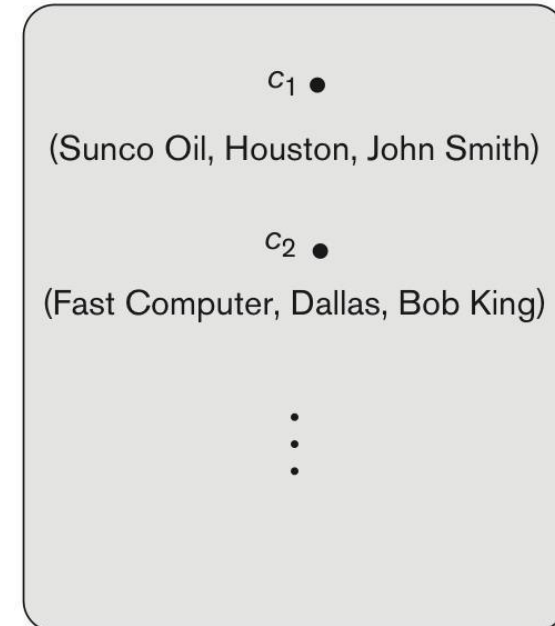 c₁
(Sunco Oil, Houston, John Smith)
c₂
(Fast Computer, Dallas, Bob King)